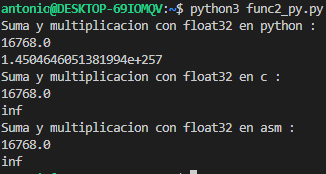 antonio@DESKTOP-69IOMQV:~$ python3 func2_py.py
Suma y multiplicacion con float32 en python :
16768.0
1.4504646051381994e+257
Suma y multiplicacion con float32 en c :
16768.0
inf
Suma y multiplicacion con float32 en asm :
16768.0
inf